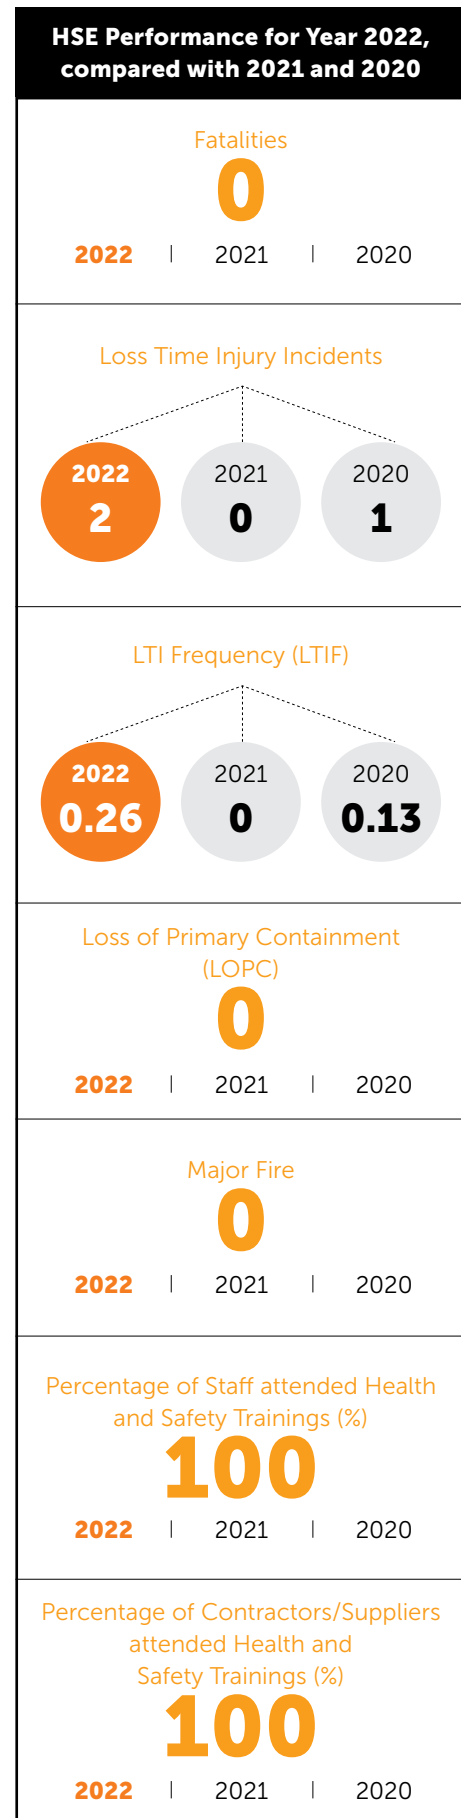 HSE Performance for Year 2022,
compared with 2021 and 2020
Fatalities
0
2022 | 2021 | 2020
Loss Time Injury Incidents
2022 2021 2020
2 0 1
LTI Frequency (LTIF)
2022 2021 2020
0.26 0 0.13
Loss of Primary Containment
(LOPC)
0
2022 | 2021 | 2020
Major Fire
0
2022 | 2021 | 2020
Percentage of Staff attended Health
and Safety Trainings (%)
100
2022 | 2021 | 2020
Percentage of Contractors/Suppliers
attended Health and
Safety Trainings (%)
100
2022 | 2021 | 2020